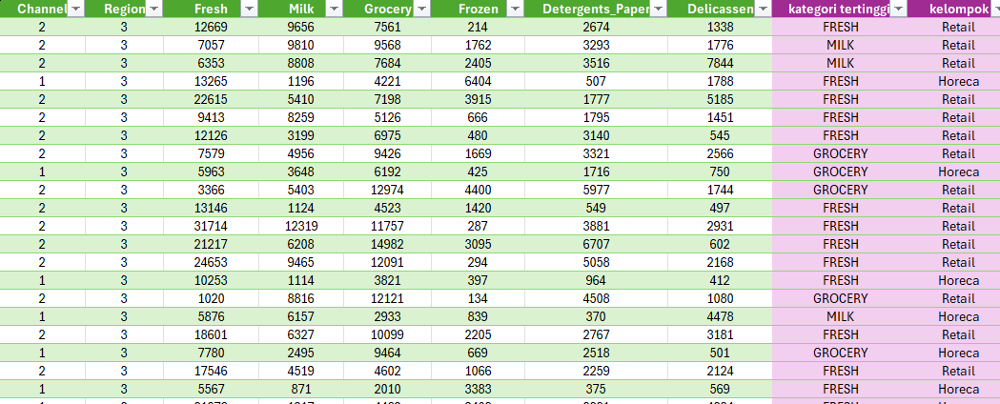 Channel Region Fresh Milk Grocery Frozen Detergents_Paper Delicassen kategori tertinggi kelompok
2 3 12669 9656 7561 214 2674 1338 FRESH Retail
2 3 7057 9810 9568 1762 3293 1776 MILK Retail
2 3 6353 8808 7684 2405 3516 7844 MILK Retail
1 3 13265 1196 4221 6404 507 1788 FRESH Horeca
2 3 22615 5410 7198 3915 1777 5185 FRESH Retail
2 3 9413 8259 5126 666 1795 1451 FRESH Retail
2 3 12126 3199 6975 480 3140 545 FRESH Retail
2 3 7579 4956 9426 1669 3321 2566 GROCERY Retail
1 3 5963 3648 6192 425 1716 750 GROCERY Horeca
2 3 3366 5403 12974 4400 5977 1744 GROCERY Retail
2 3 13146 1124 4523 1420 549 497 FRESH Retail
2 3 31714 12319 11757 287 3881 2931 FRESH Retail
2 3 21217 6208 14982 3095 6707 602 FRESH Retail
2 3 24653 9465 12091 294 5058 2168 FRESH Retail
1 3 10253 1114 3821 397 964 412 FRESH Horeca
2 3 1020 8816 12121 134 4508 1080 GROCERY Retail
1 3 5876 6157 2933 839 370 4478 MILK Horeca
2 3 18601 6327 10099 2205 2767 3181 FRESH Retail
1 3 7780 2495 9464 669 2518 501 GROCERY Horeca
2 3 17546 4519 4602 1066 2259 2124 FRESH Retail
1 3 5567 871 2010 3383 375 569 FRESH Horeca